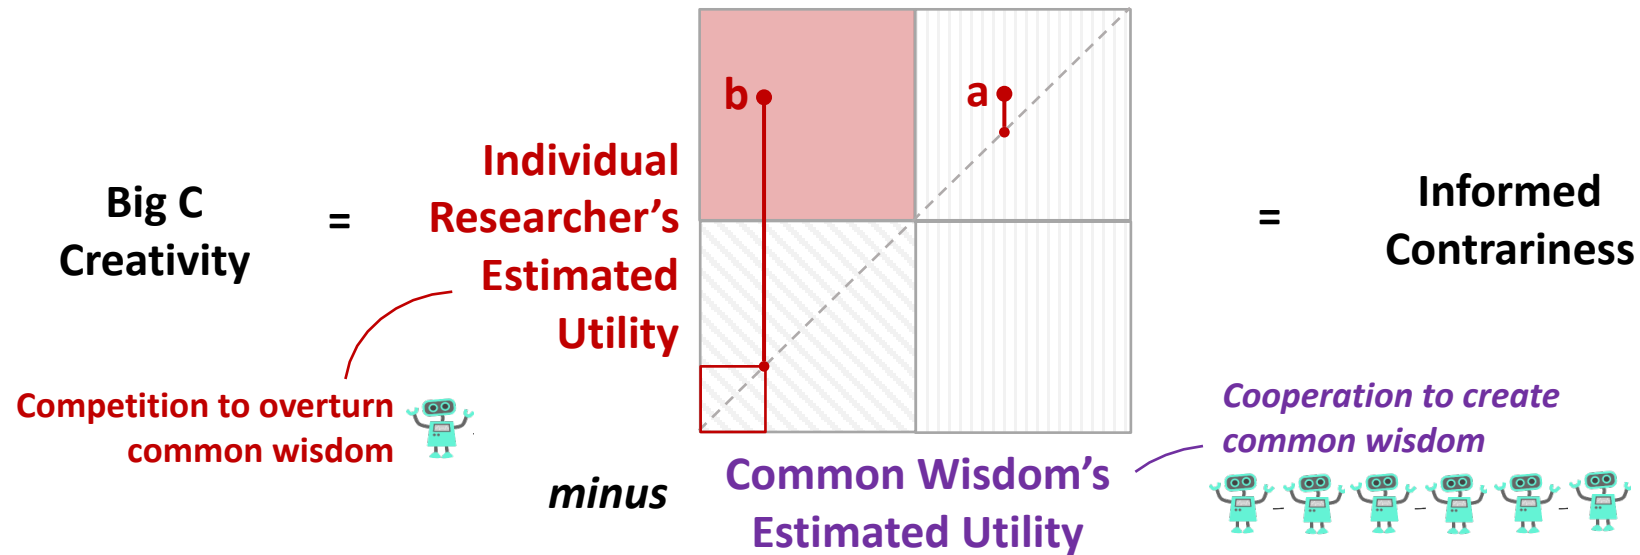 Big C
Creativity
=
Individual
Researcher's
Estimated
Utility
b
a
=
Informed
Contrariness
Competition to overturn
common wisdom
minus
Common Wisdom's
Estimated Utility
Cooperation to create
common wisdom